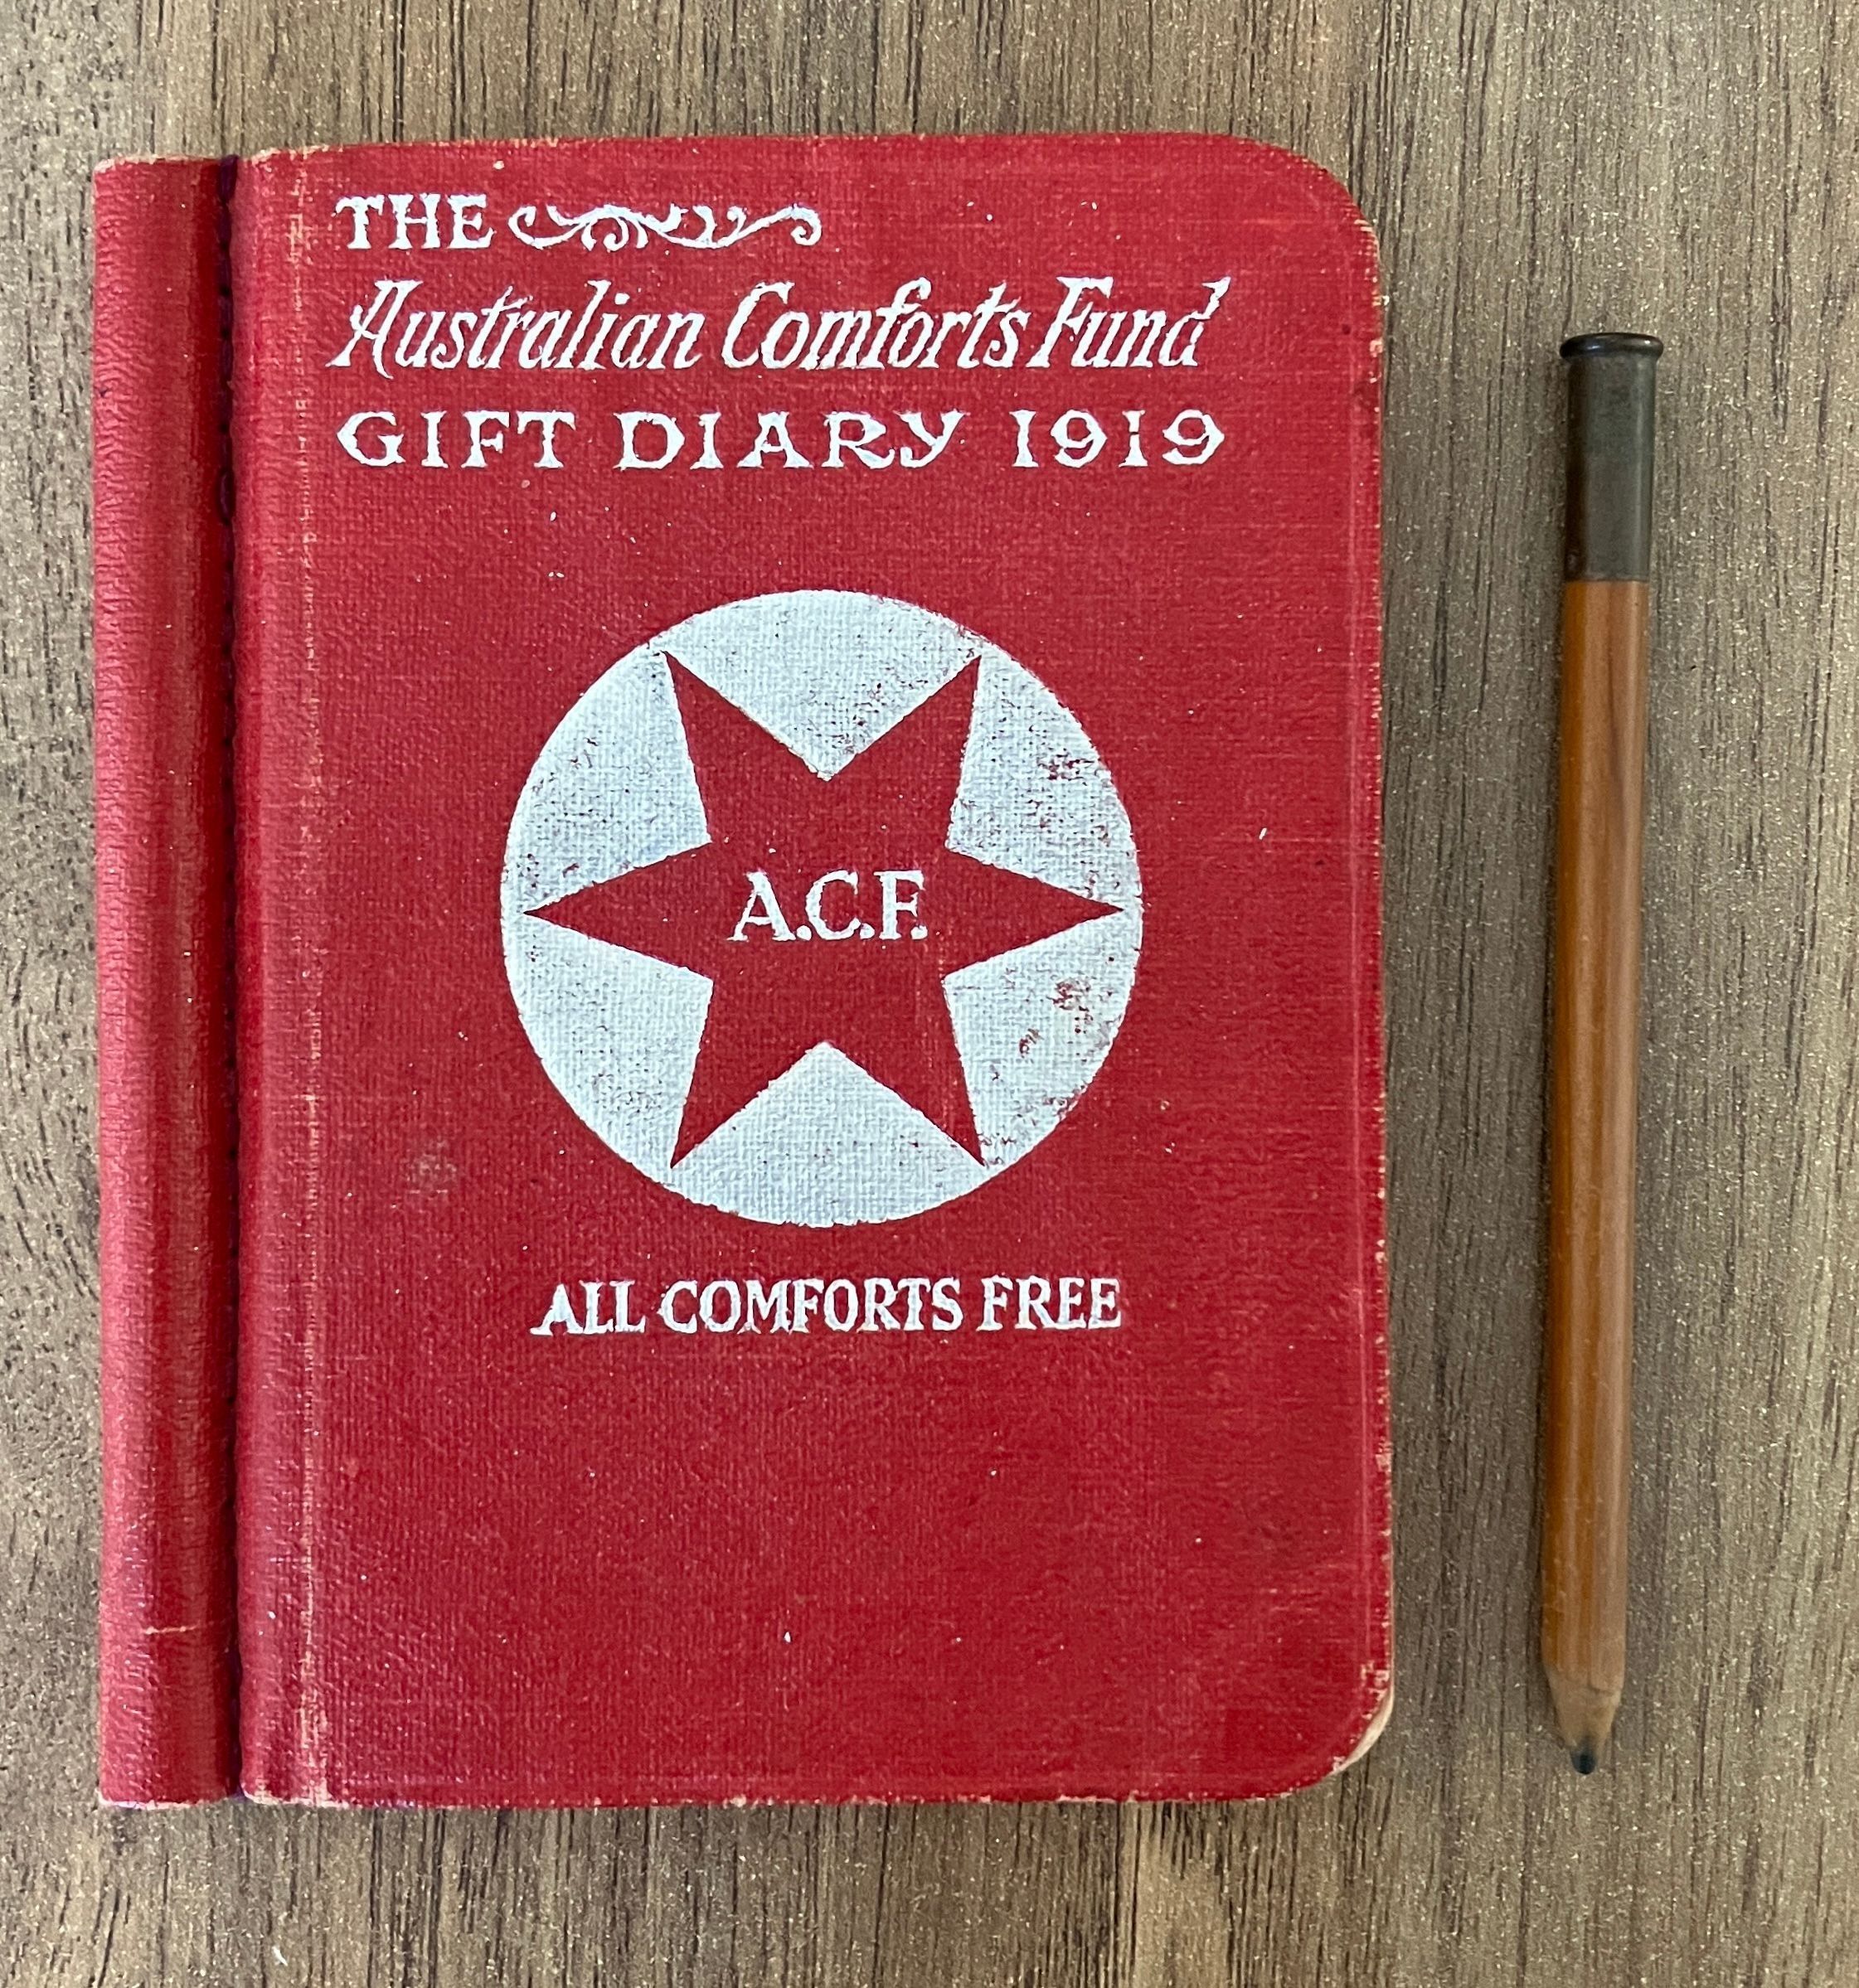 THE
Australian Comforts Fund
GIFT DIARY 1919
A.C.F.
ALL COMFORTS FREE